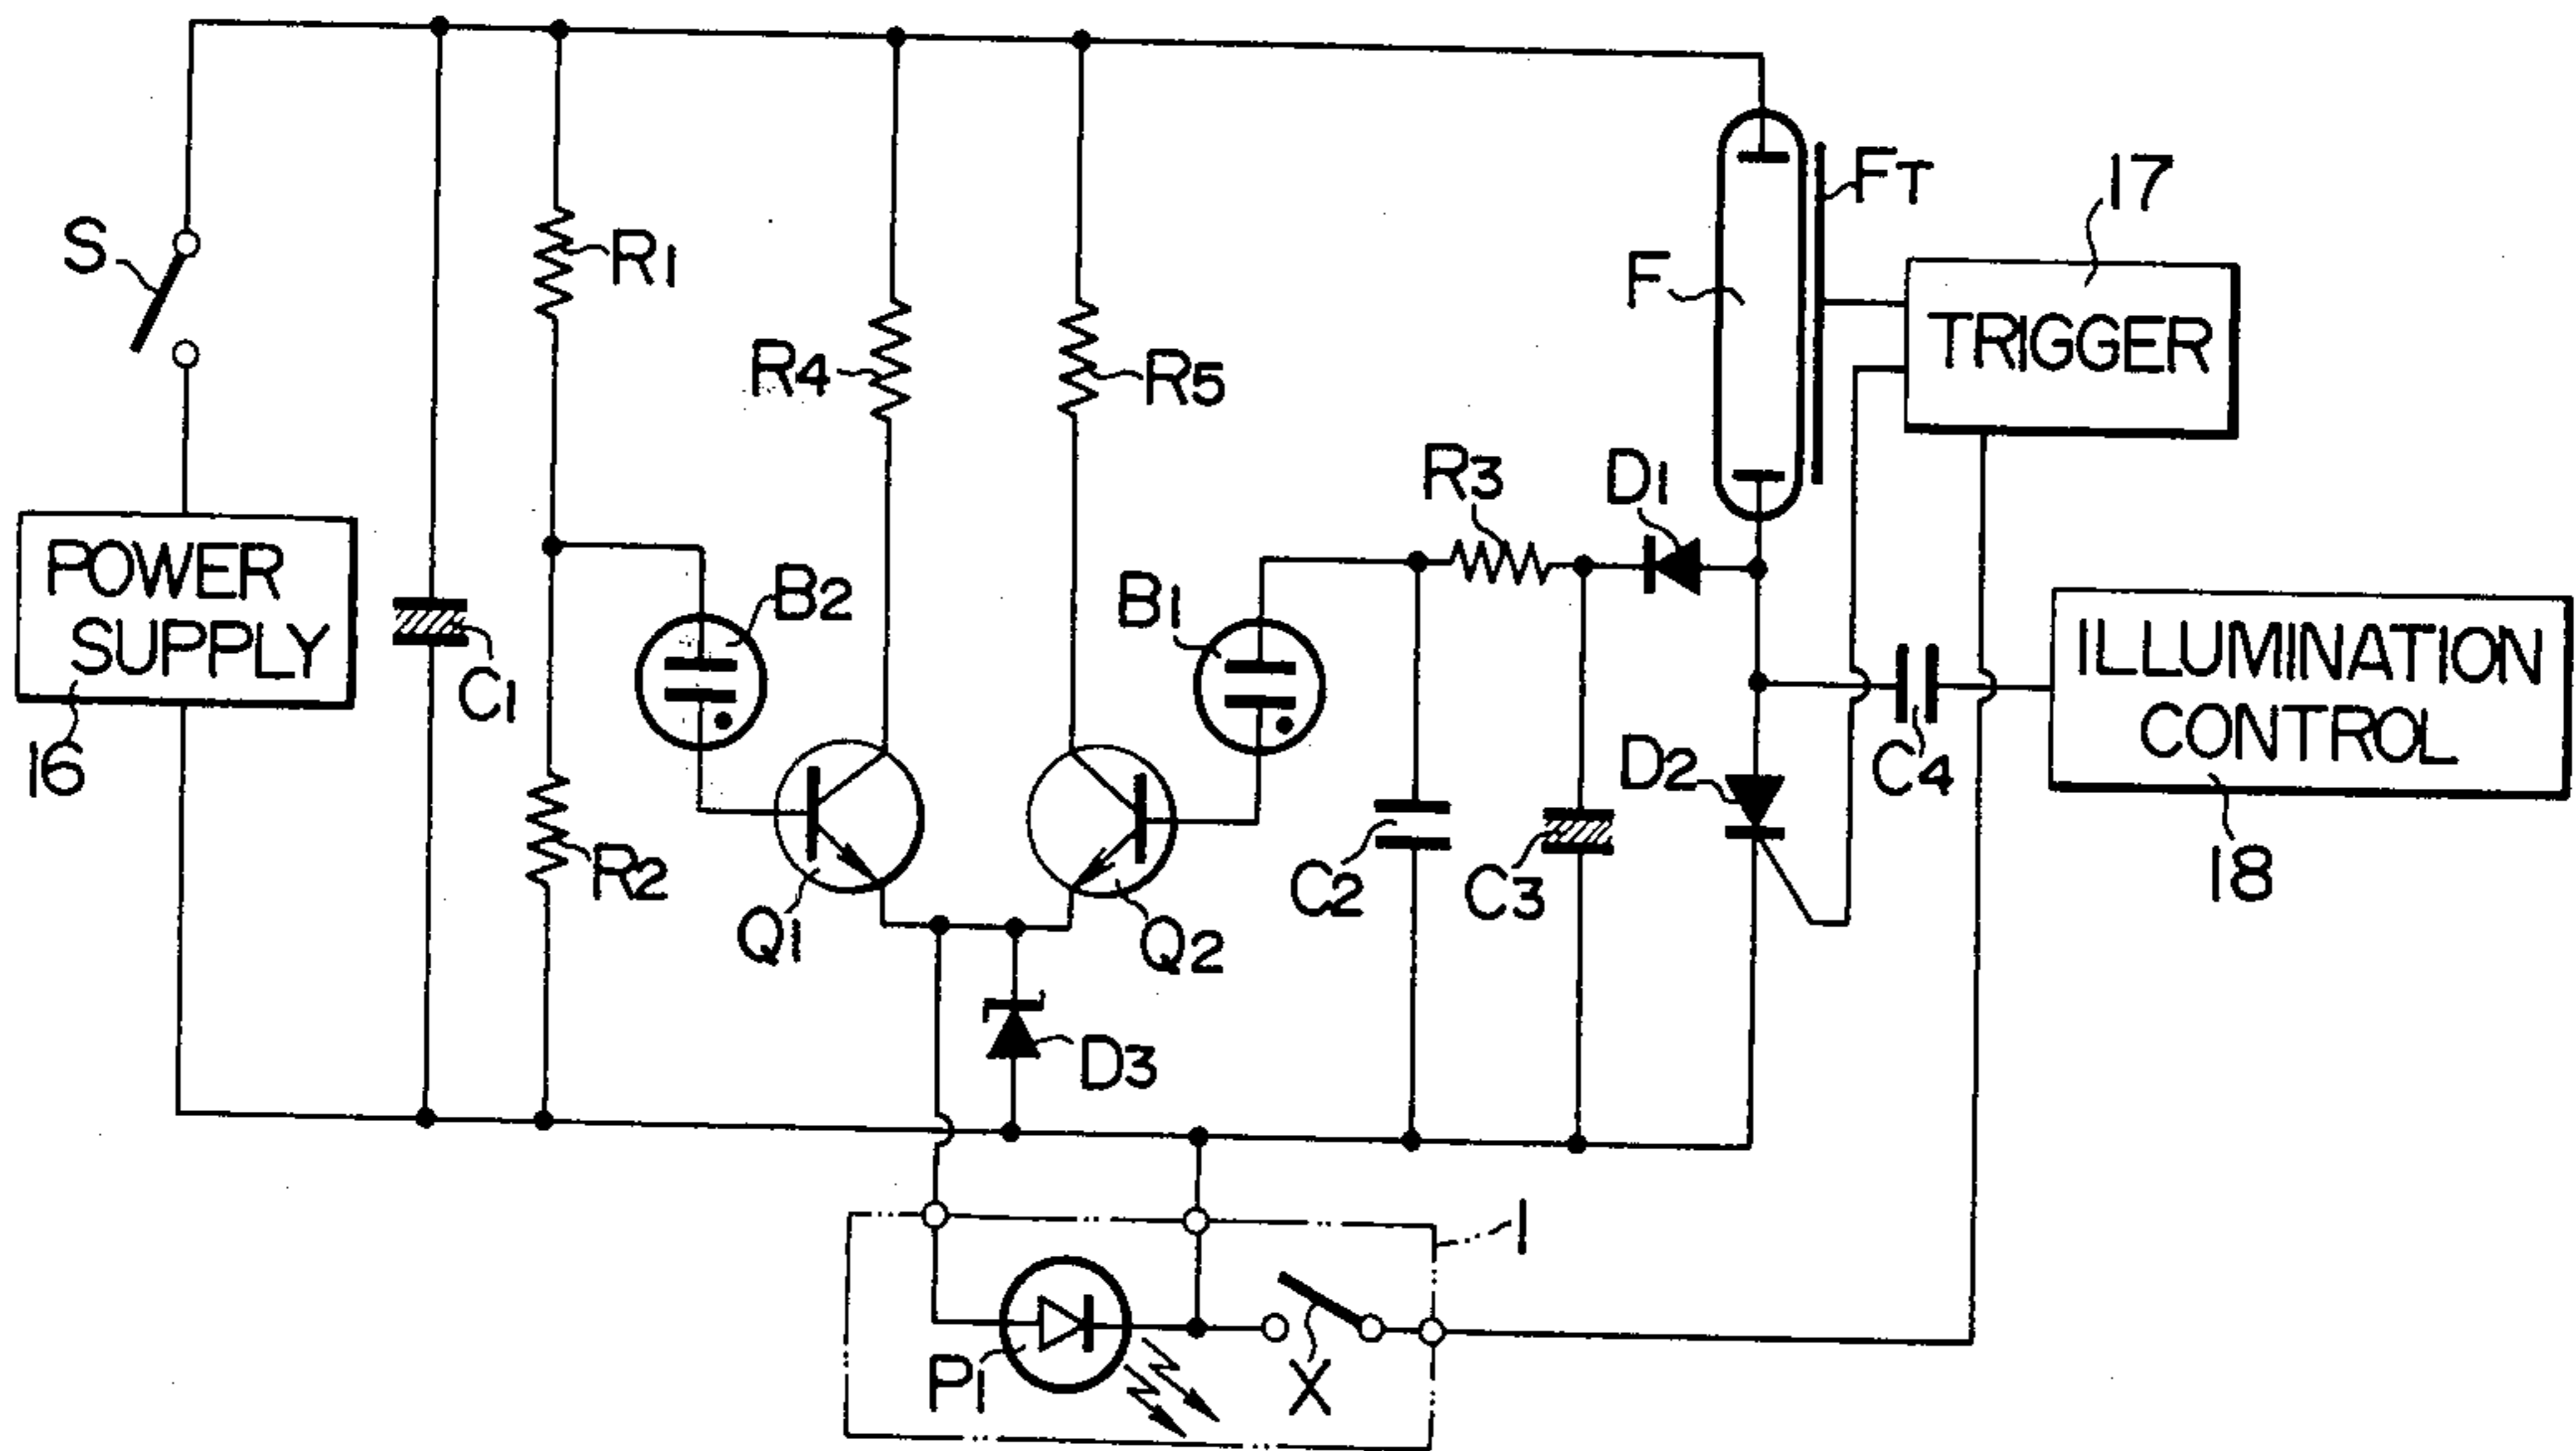 S
R1
R4
R5
F
FT
17
TRIGGER
POWER
SUPPLY
16
C1
B2
B1
R3
D1
ILLUMINATION
CONTROL
18
C4
D2
R2
Q1
Q2
C2
C3
D3
1
P1
X